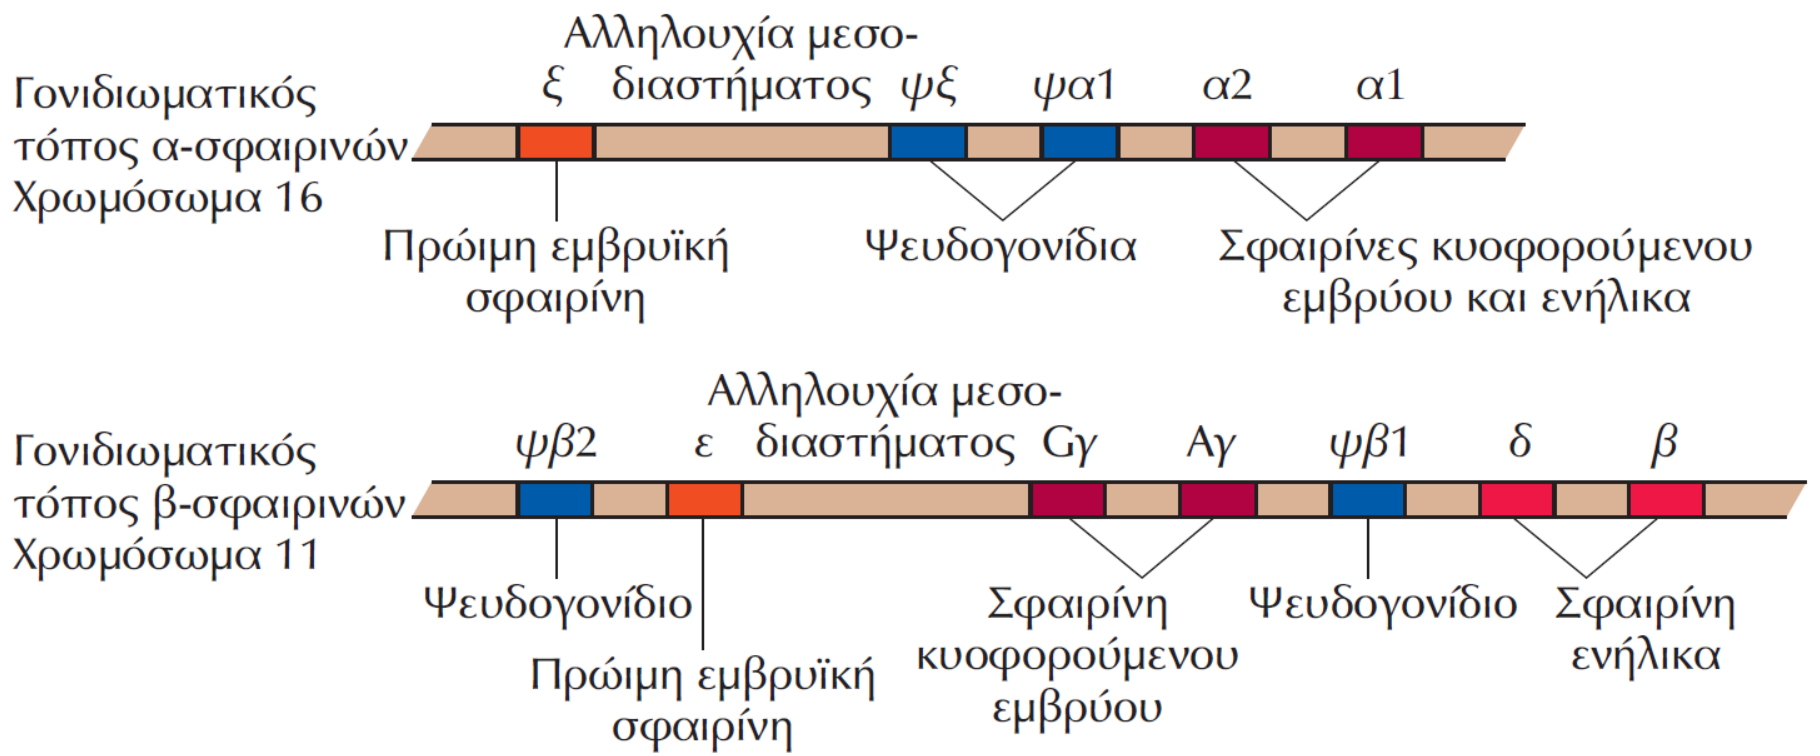 Αλληλουχία μεσο-
Γονιδιωματικός ξ διαστήματος ψξ ψα1 α2 α1
τόπος α-σφαιρινών
Χρωμόσωμα 16
Πρώιμη εμβρυϊκή
σφαιρίνη
Ψευδογονίδια
Σφαιρίνες κυοφορούμενου
εμβρύου και ενήλικα
Αλληλουχία μεσο-
Γονιδιωματικός ψβ2 ε διαστήματος Gγ Aγ ψβ1 δ β
τόπος β-σφαιρινών
Χρωμόσωμα 11
Ψευδογονίδιο
Πρώιμη εμβρυϊκή
σφαιρίνη
Σφαιρίνη
κυοφορούμενου
εμβρύου
Ψευδογονίδιο
Σφαιρίνη
ενήλικα